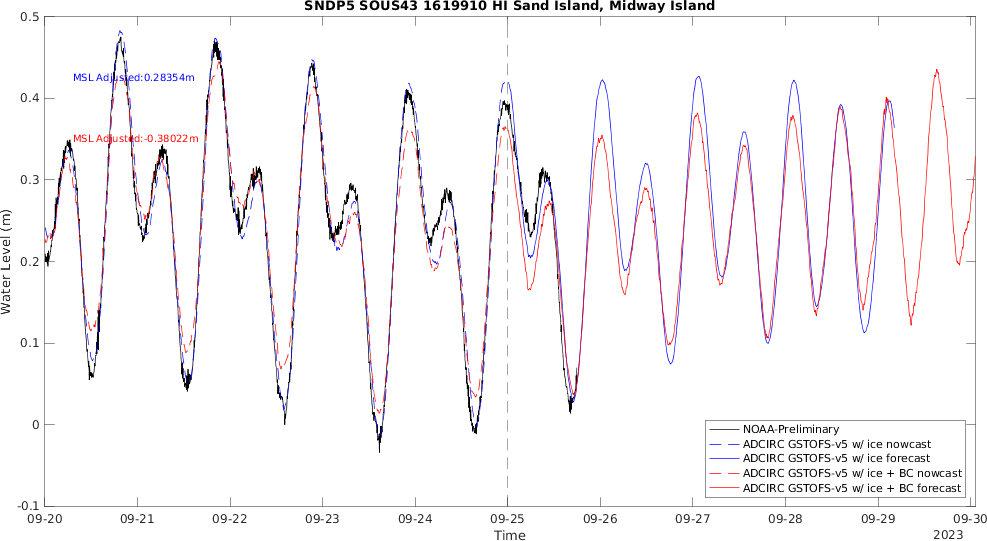 SNDP5 SOUS43 1619910 HI Sand Island, Midway Island
0.5
0.4
0.3
0.2
0.1
0
-0.1
Water Level (m)
MSL Adjusted:0.28354m
MSL Adjusted:-0.38022m
NOAA-Preliminary
ADCIRC GSTOFS-v5 w/ ice nowcast
ADCIRC GSTOFS-v5 w/ ice forecast
ADCIRC GSTOFS-v5 w/ ice + BC nowcast
ADCIRC GSTOFS-v5 w/ ice + BC forecast
09-20 09-21 09-22 09-23 09-24 09-25 09-26 09-27 09-28 09-29 09-30
Time
2023